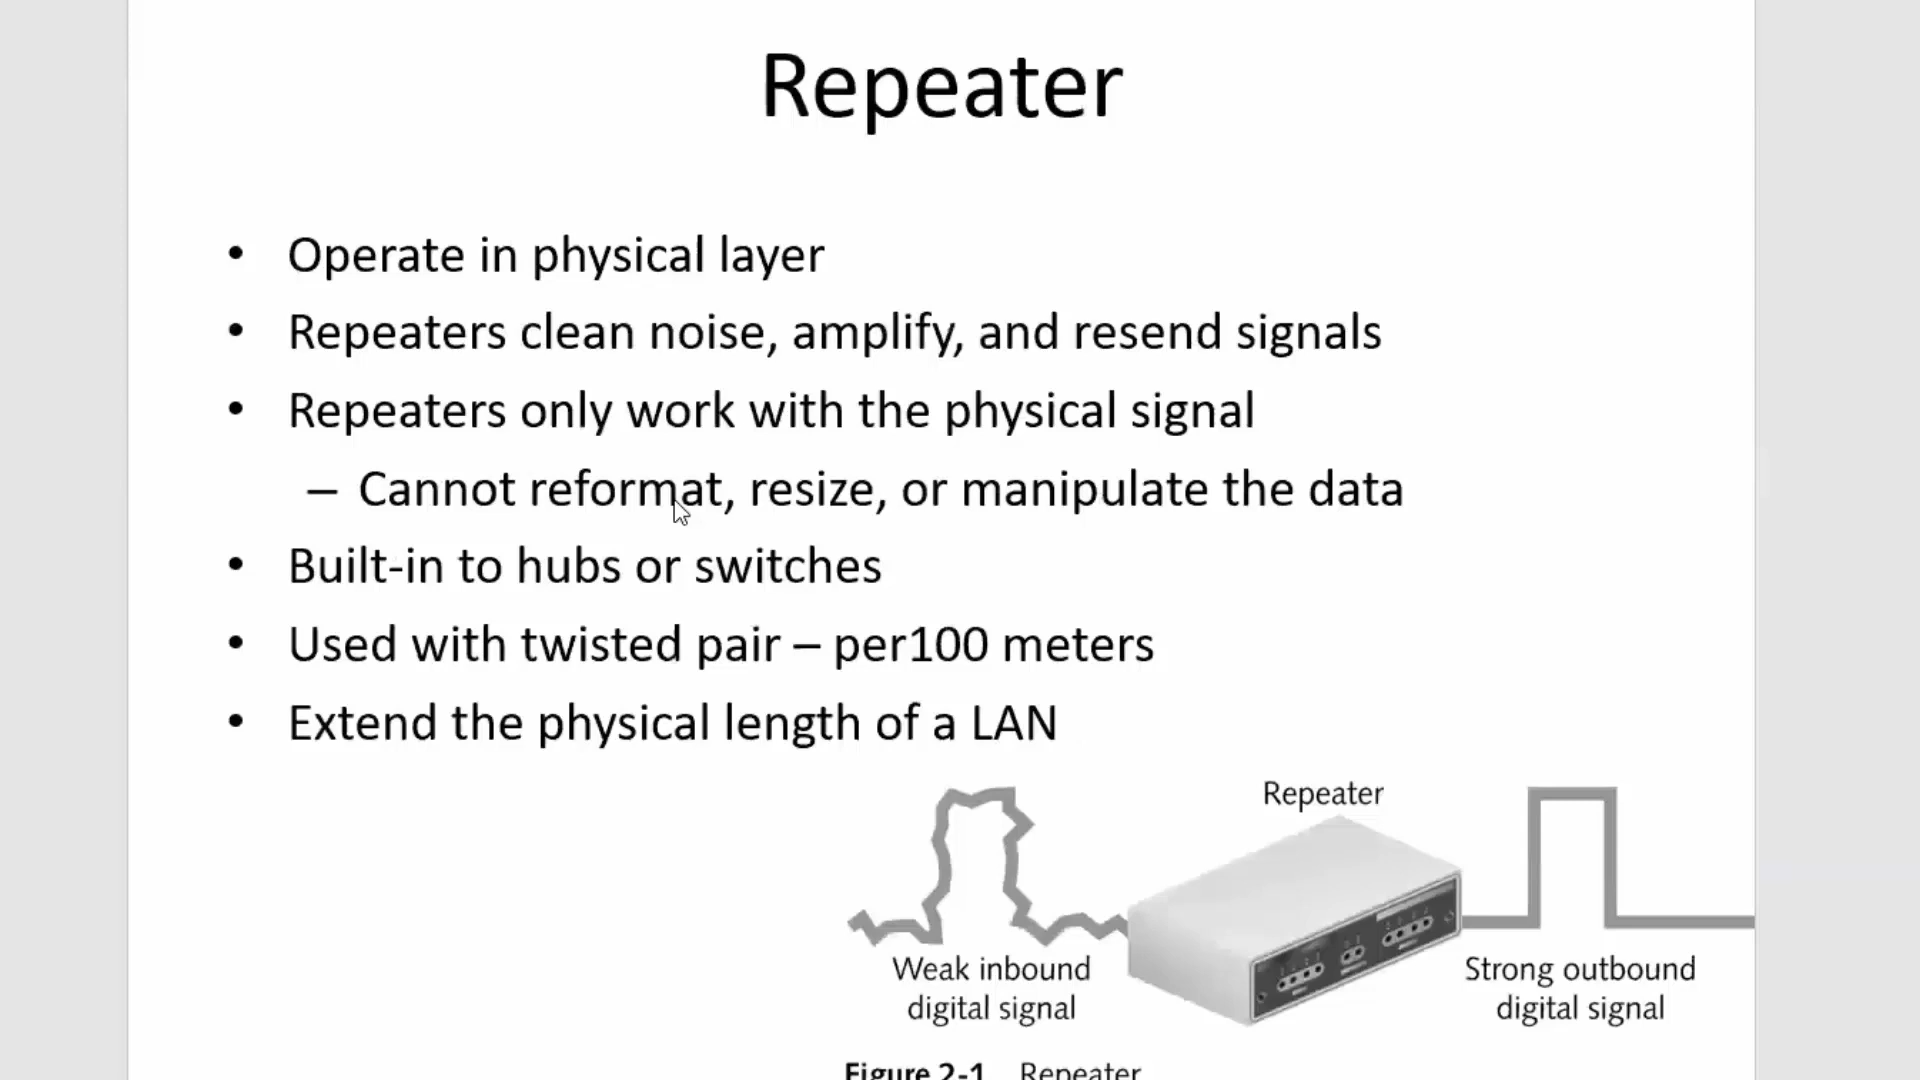 Repeater
• Operate in physical layer
• Repeaters clean noise, amplify, and resend signals
• Repeaters only work with the physical signal
– Cannot reformat, resize, or manipulate the data
• Built-in to hubs or switches
• Used with twisted pair – per100 meters
• Extend the physical length of a LAN
Repeater
Weak inbound
digital signal
Strong outbound
digital signal
Figure 2-1 Repeater